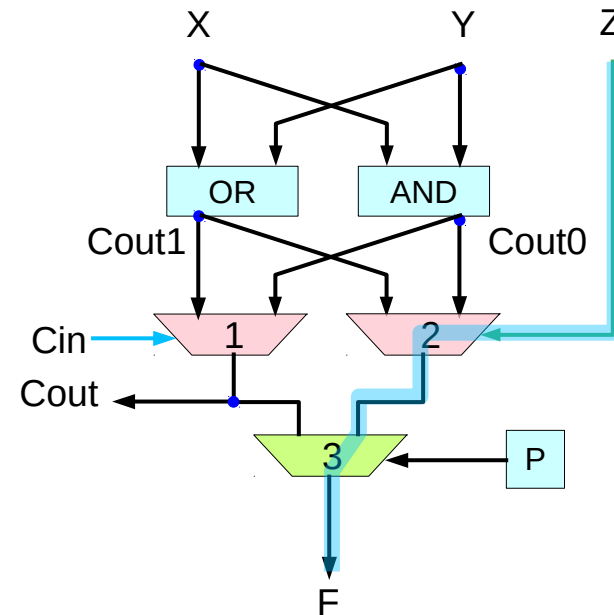 X Y Z
OR AND
Cout1 Cout0
Cin 1 2
Cout
3 P
F